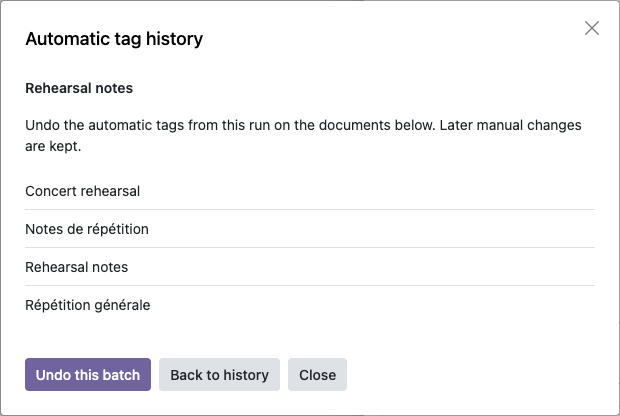 Automatic tag history
Rehearsal notes
Undo the automatic tags from this run on the documents below. Later manual changes
are kept.
Concert rehearsal
Notes de répétition
Rehearsal notes
Répétition générale
Undo this batch Back to history Close